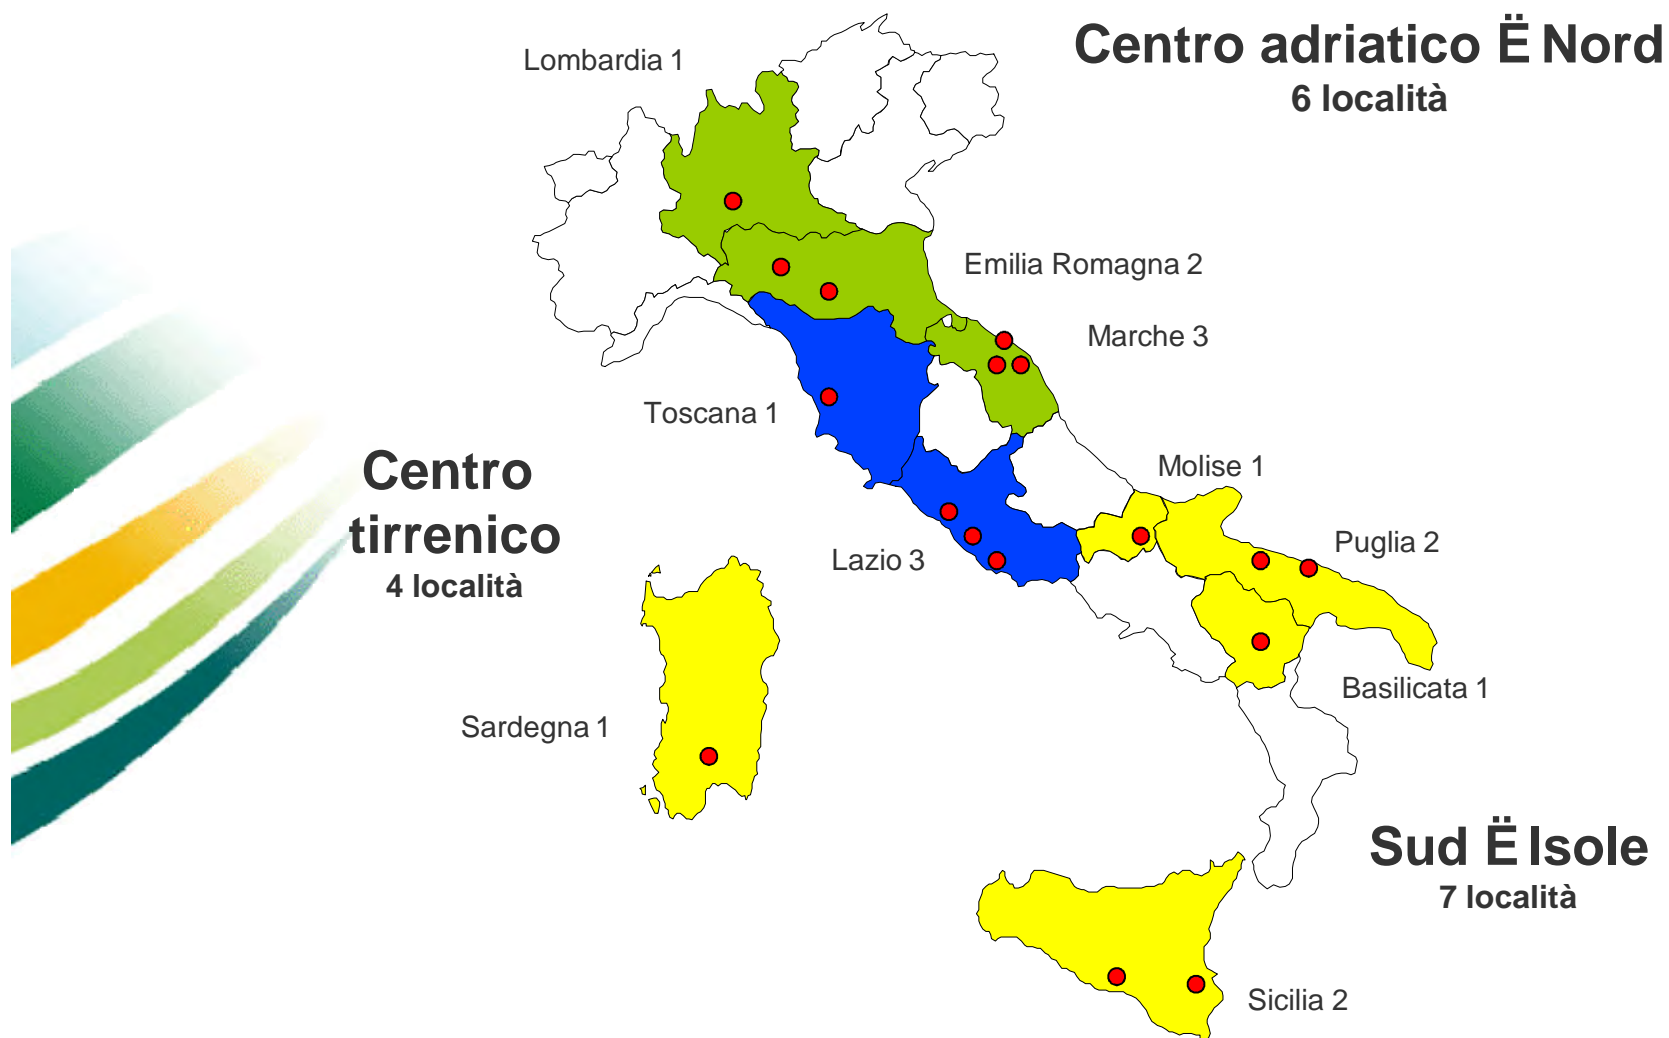 Centro adriatico Ë Nord
6 località
Lombardia 1
Emilia Romagna 2
Marche 3
Toscana 1
Centro
tirrenico
4 località
Molise 1
Puglia 2
Lazio 3
Basilicata 1
Sardegna 1
Sud Ë Isole
7 località
Sicilia 2